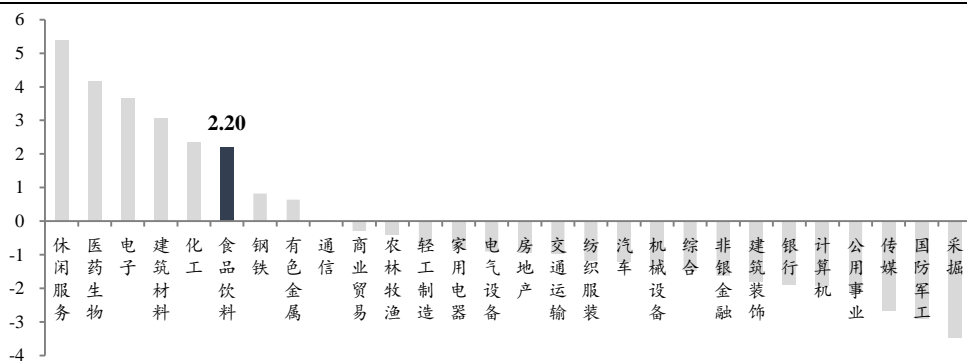 6
5
4
3
2
1
0
-1
-2
-3
-4
2.20
休闲服务
医药生物
电子
建筑材料
化工
食品饮料
钢铁
有色金属
通信
商业贸易
农林牧渔
轻工制造
家用电器
电气设备
房地产
交通运输
纺织服装
汽车
机械设备
综合
非银金融
建筑装饰
银行
计算机
公用事业
传媒
国防军工
采掘